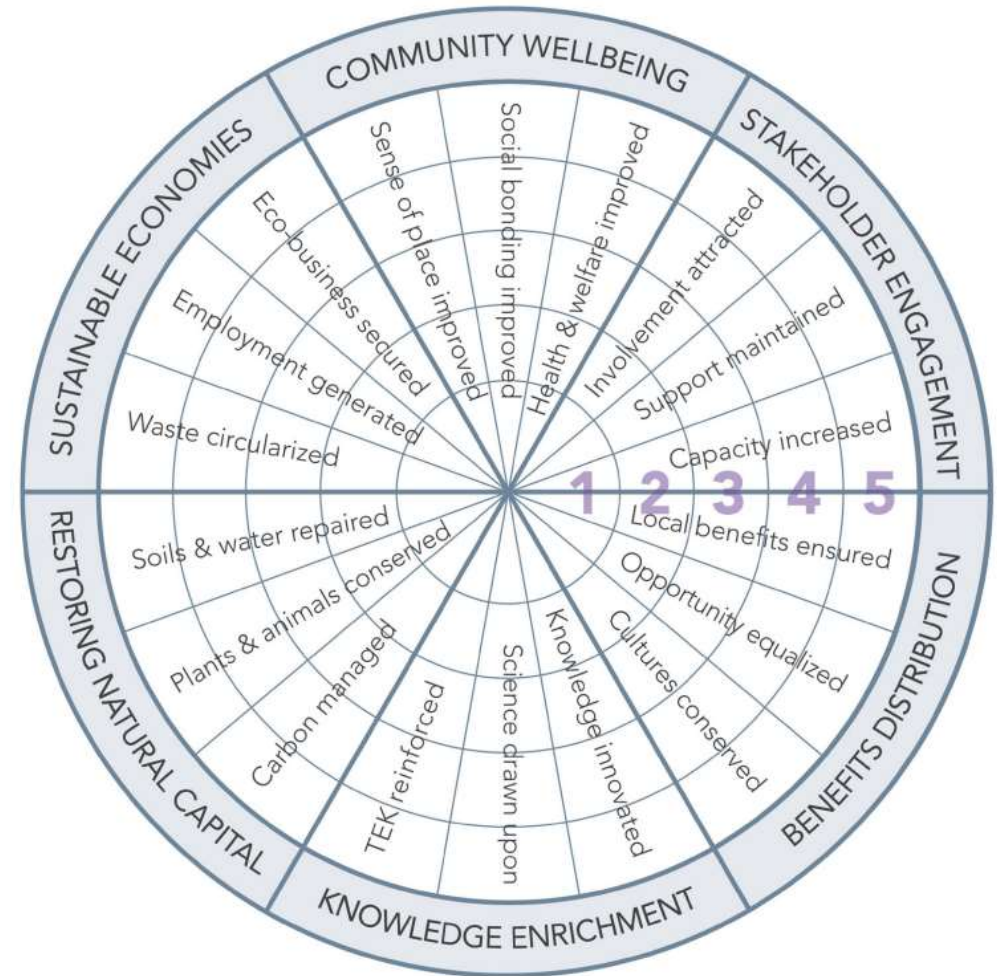 COMMUNITY WELLBEING
Sense of place improved
Social bonding improved
Health & welfare improved
STAKEHOLDER ENGAGEMENT
Involvement attracted
Support maintained
Capacity increased
1 2 3 4 5
BENEFITS DISTRIBUTION
Local benefits ensured
Opportunity equalized
Cultures conserved
KNOWLEDGE ENRICHMENT
Knowledge innovated
Science drawn upon
TEK reinforced
RESTORING NATURAL CAPITAL
Carbon managed
Plants & animals conserved
Soils & water repaired
SUSTAINABLE ECONOMIES
Waste circularized
Employment generated
Eco-business secured